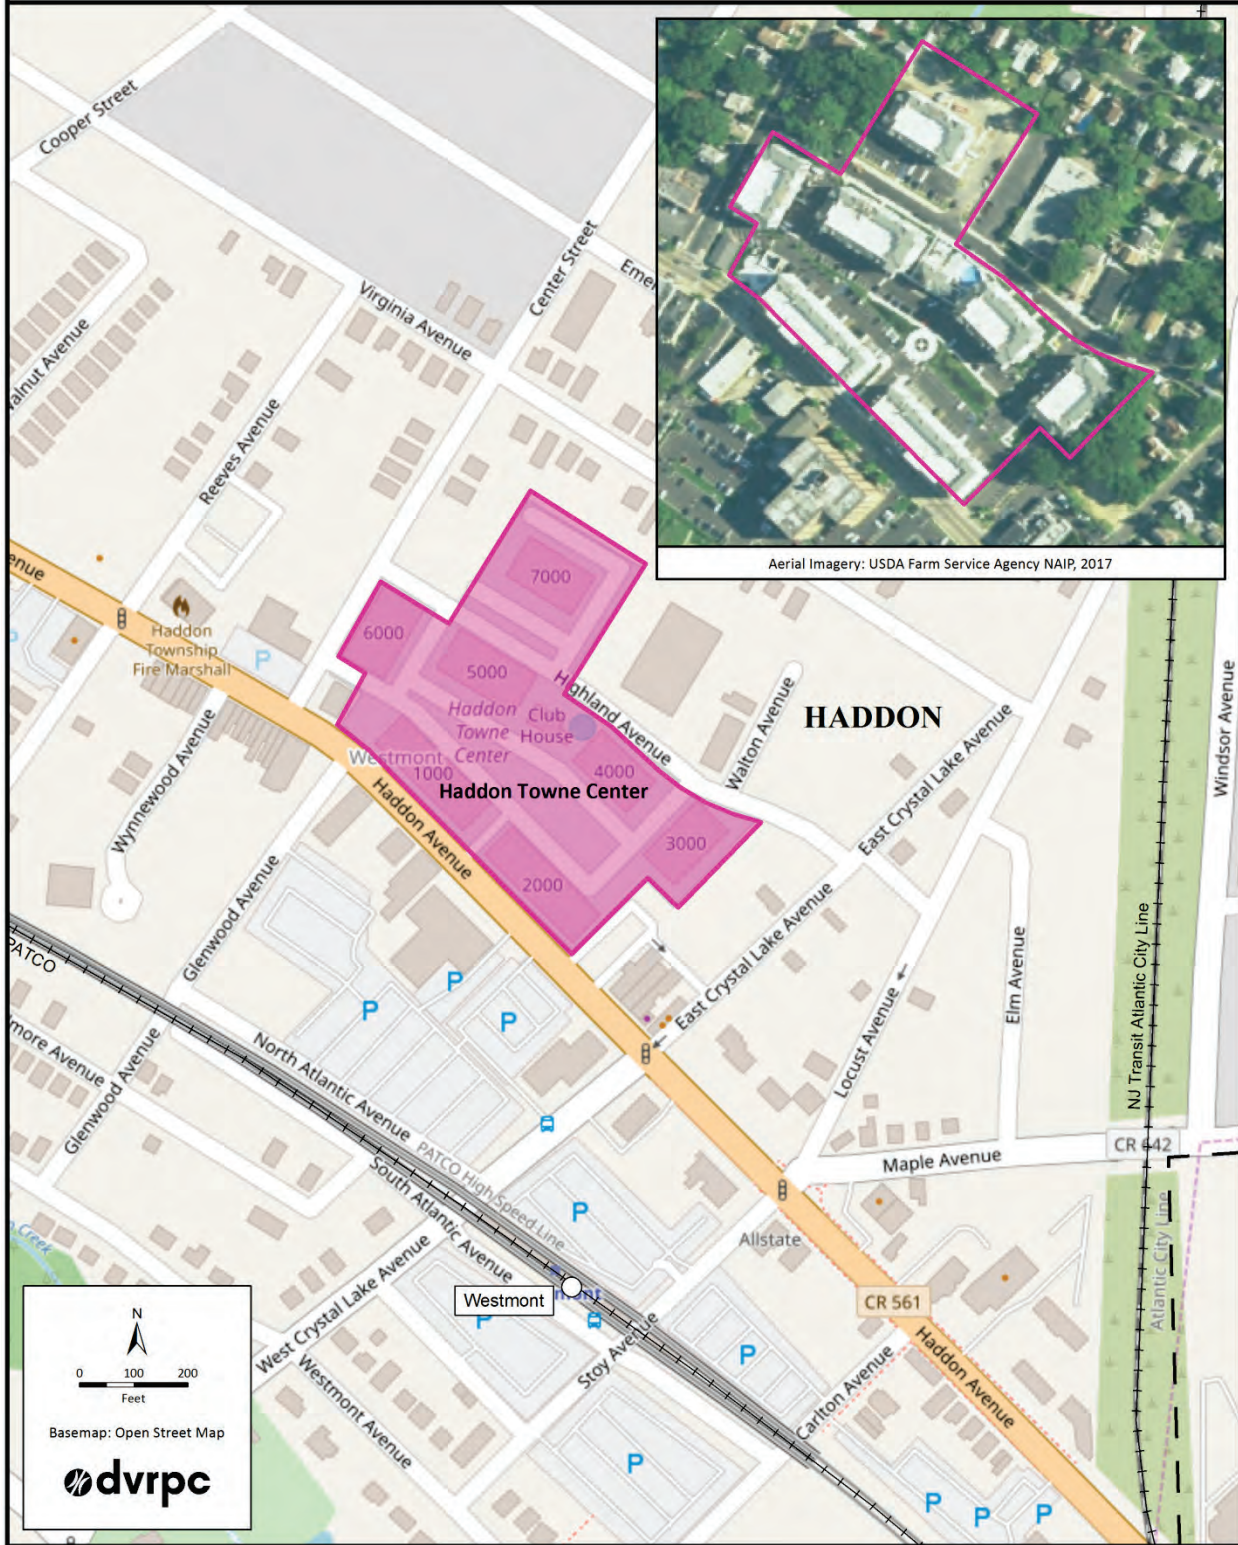 Cooper Street
Center Street
Virginia Avenue
Reeves Avenue
Aerial Imagery: USDA Farm Service Agency NAIP, 2017
Haddon
Township
Fire Marshall
P
7000
6000
5000
Haddon
Towne
Center
Club
House
Highland Avenue
Westmont
1000
4000
Haddon Towne Center
3000
2000
HADDON
Walton Avenue
East Crystal Lake Avenue
Windsor Avenue
Wynnewood Avenue
Haddon Avenue
Glenwood Avenue
PATCO
P
P
P
East Crystal Lake Avenue
Elm Avenue
Locust Avenue
NJ Transit Atlantic City Line
North Atlantic Avenue
Glenwood Avenue
PATCO High Speed Line
South Atlantic Avenue
Maple Avenue
CR 642
Atlantic City Line
P
Allstate
Westmont
P
CR 561
Haddon Avenue
West Crystal Lake Avenue
Westmont Avenue
Stoy Avenue
P
Carlton Avenue
P
P
P
P
Creek
N
0 100 200
Feet
Basemap: Open Street Map
dvrpc